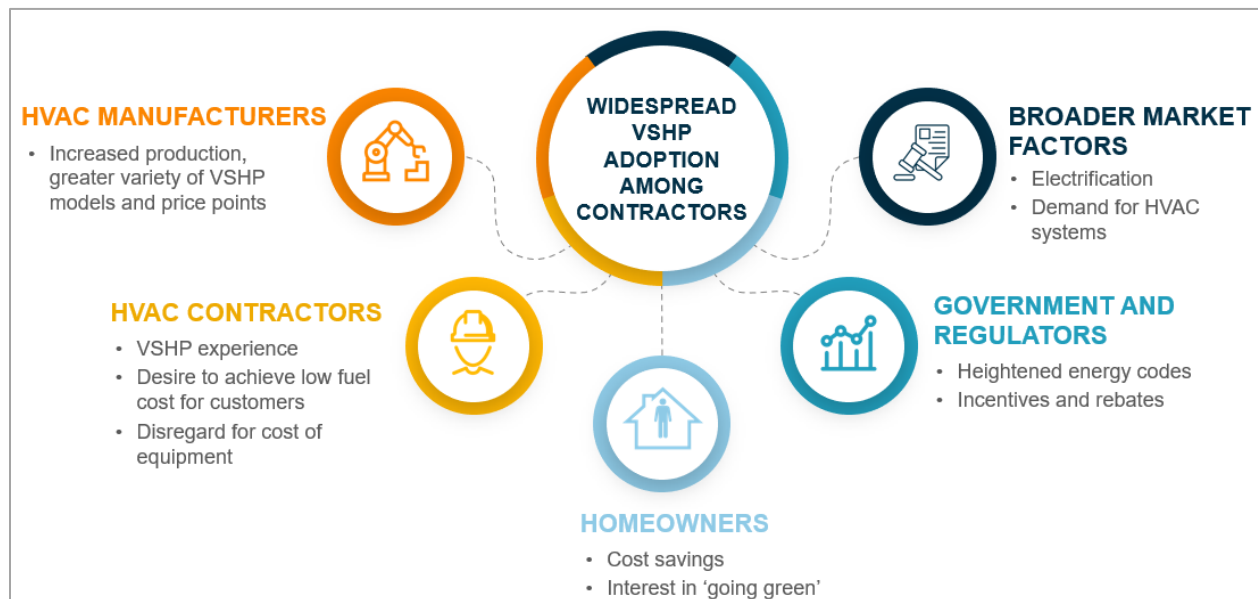 WIDESPREAD
VSHP
ADOPTION
AMONG
CONTRACTORS
HVAC MANUFACTURERS
• Increased production,
greater variety of VSHP
models and price points
HVAC CONTRACTORS
• VSHP experience
• Desire to achieve low fuel
cost for customers
• Disregard for cost of
equipment
HOMEOWNERS
• Cost savings
• Interest in ‘going green’
GOVERNMENT AND
REGULATORS
• Heightened energy codes
• Incentives and rebates
BROADER MARKET
FACTORS
• Electrification
• Demand for HVAC
systems